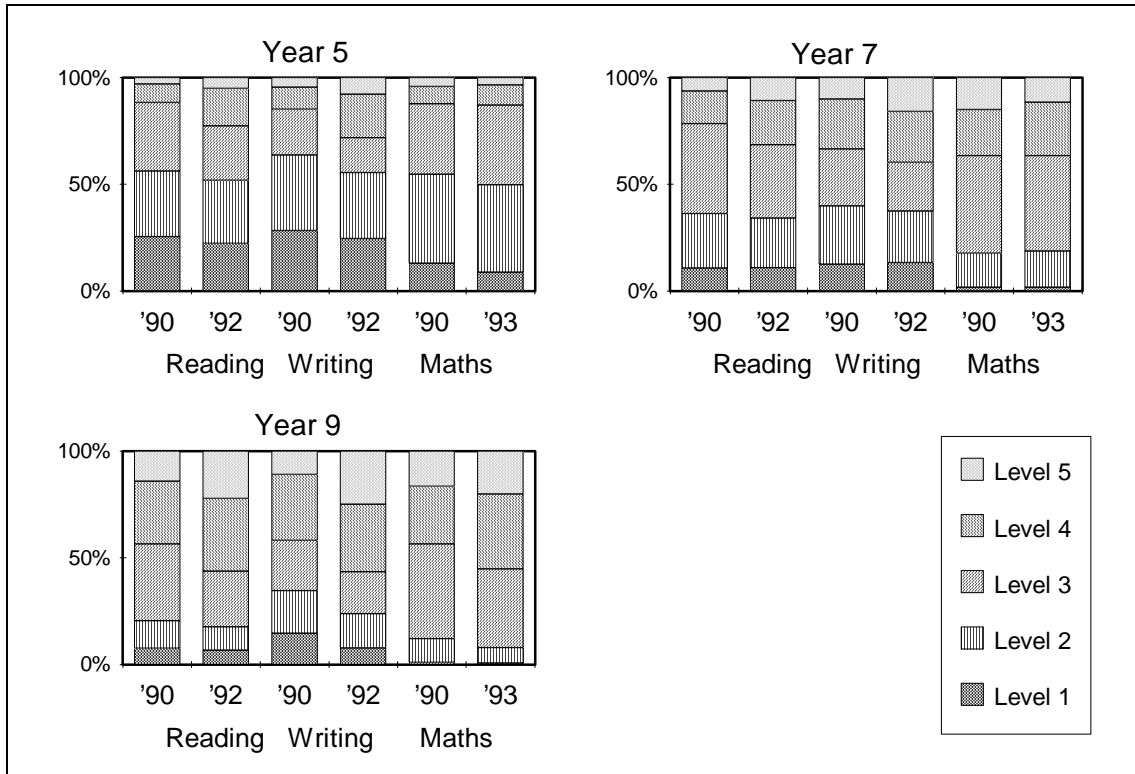 Year 5
100%
50%
0%
’90 ’92 ’90 ’92 ’90 ’93
Reading Writing Maths
Year 7
100%
50%
0%
’90 ’92 ’90 ’92 ’90 ’93
Reading Writing Maths
Year 9
100%
50%
0%
’90 ’92 ’90 ’92 ’90 ’93
Reading Writing Maths
Level 5
Level 4
Level 3
Level 2
Level 1